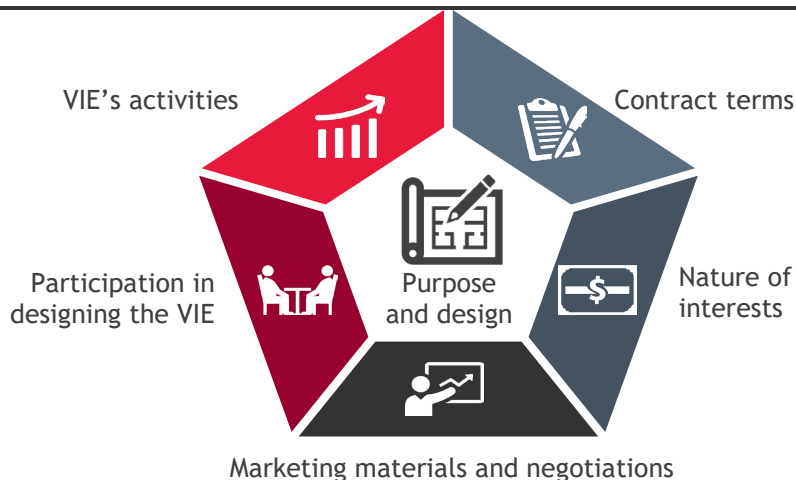 VIE’s activities
Contract terms
Participation in
designing the VIE
$
Purpose
and design
Nature of
interests
Marketing materials and negotiations